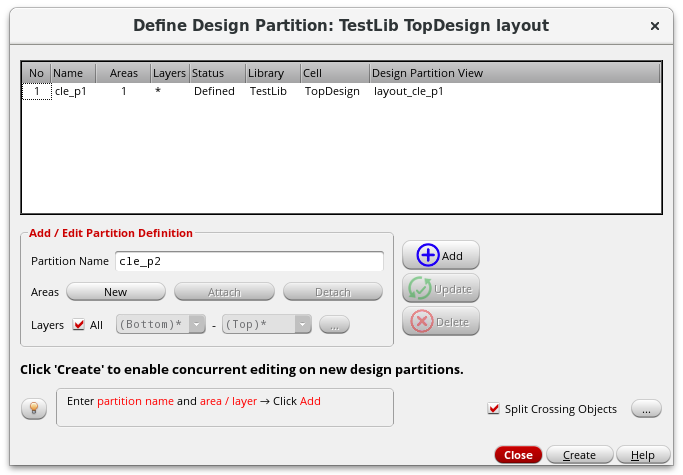 Define Design Partition: TestLib TopDesign layout
No Name Areas Layers Status Library Cell Design Partition View
1 cle_p1 1 * Defined TestLib TopDesign layout_cle_p1
Add / Edit Partition Definition
Partition Name cle_p2
Add
Areas New Attach Detach
Update
Layers All (Bottom)* - (Top)* ...
Delete
Click 'Create' to enable concurrent editing on new design partitions.
Enter partition name and area / layer → Click Add
Split Crossing Objects ...
Close Create Help